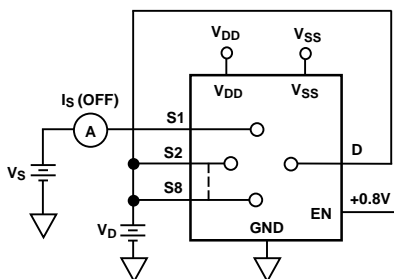 VDD VSS
IS (OFF)
VDD VSS
A
S1
S2
D
VS
S8
+0.8V
VD
GND
EN